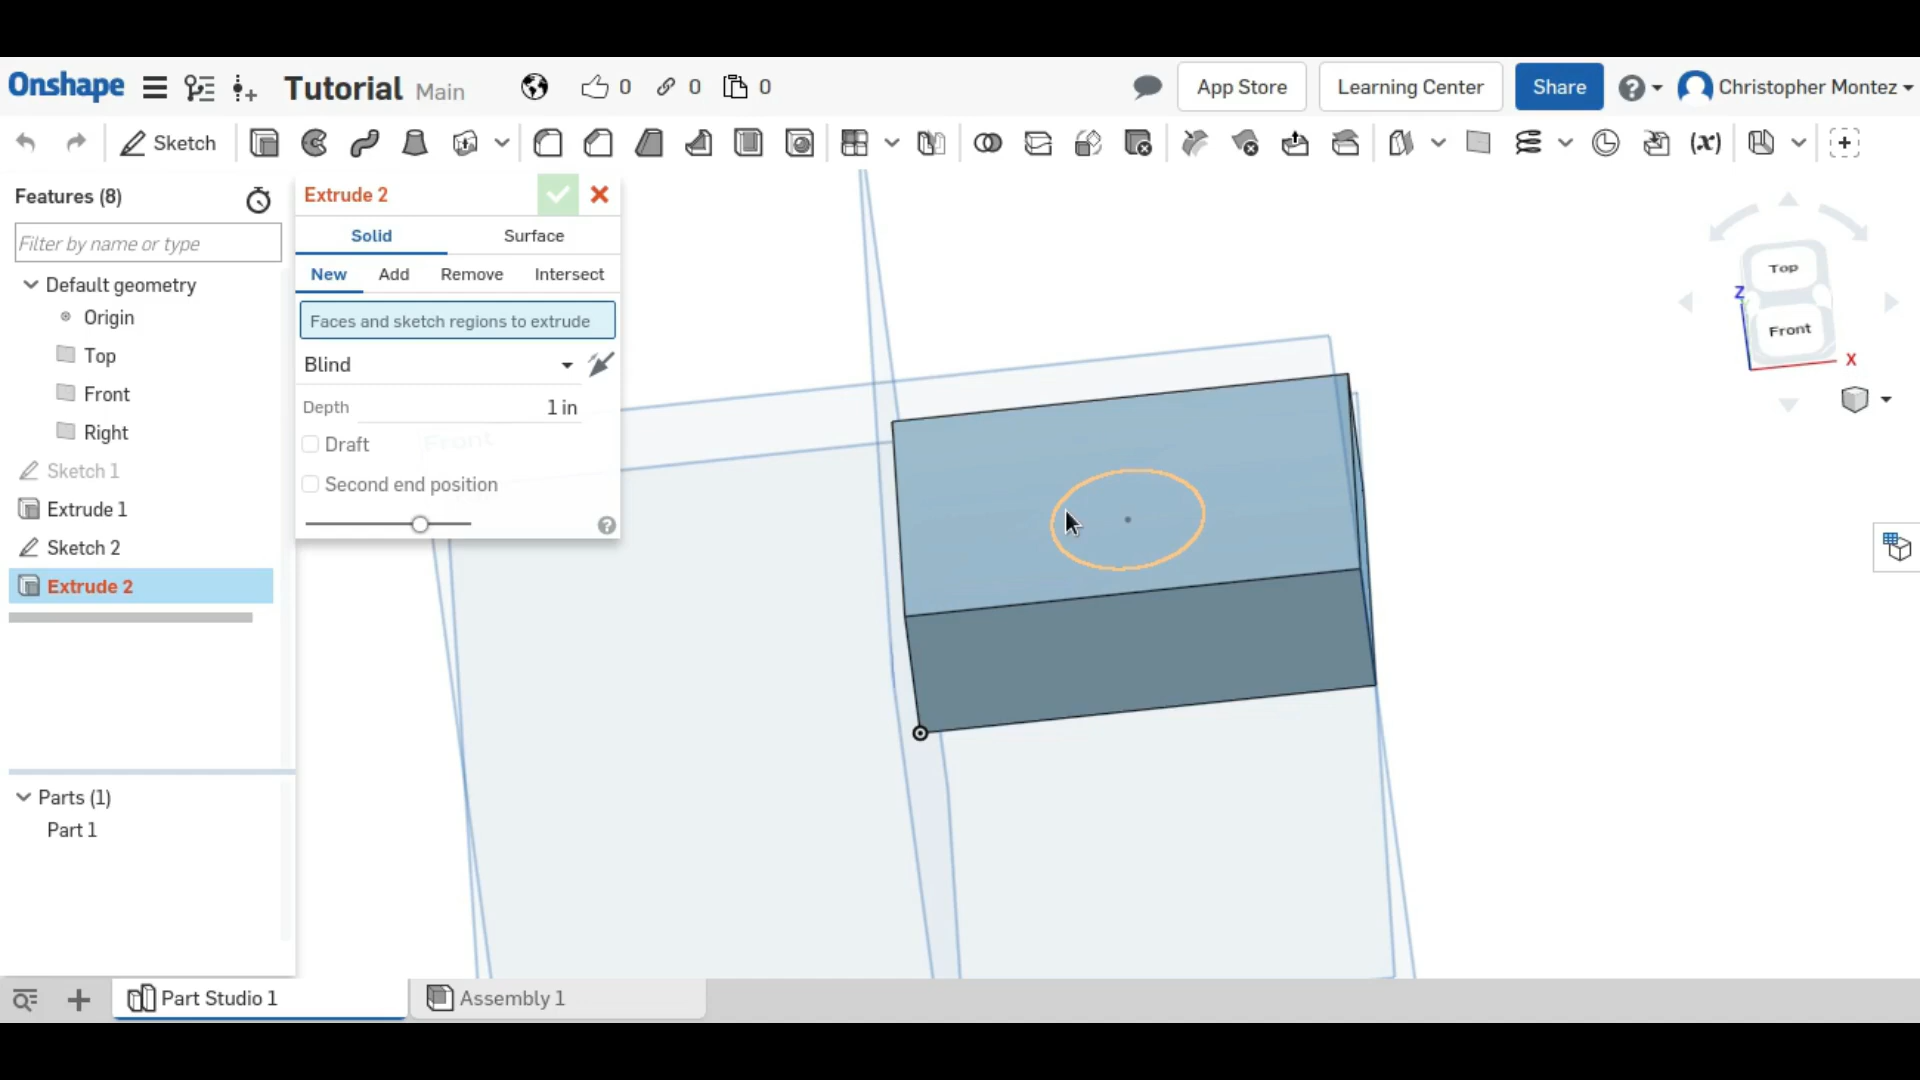 Onshape Tutorial Main 0 0 0 App Store Learning Center Share Christopher Montez
Sketch (x)
Features (8)
Filter by name or type
Default geometry
Origin
Top
Front
Right
Sketch 1
Extrude 1
Sketch 2
Extrude 2
Parts (1)
Part 1
Extrude 2
Solid Surface
New Add Remove Intersect
Faces and sketch regions to extrude
Blind
Depth 1 in
Front
Draft
Second end position
Top
Z
Front
X
Part Studio 1 Assembly 1